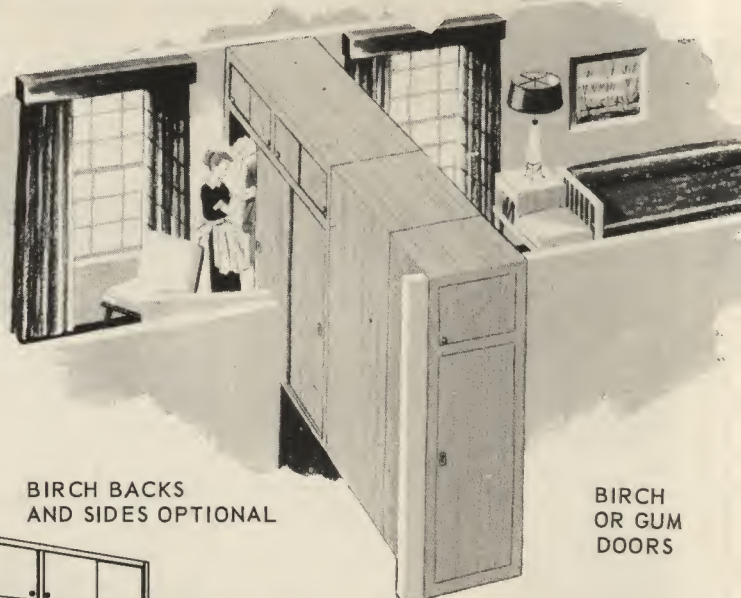 BIRCH BACKS
AND SIDES OPTIONAL
BIRCH
OR GUM
DOORS